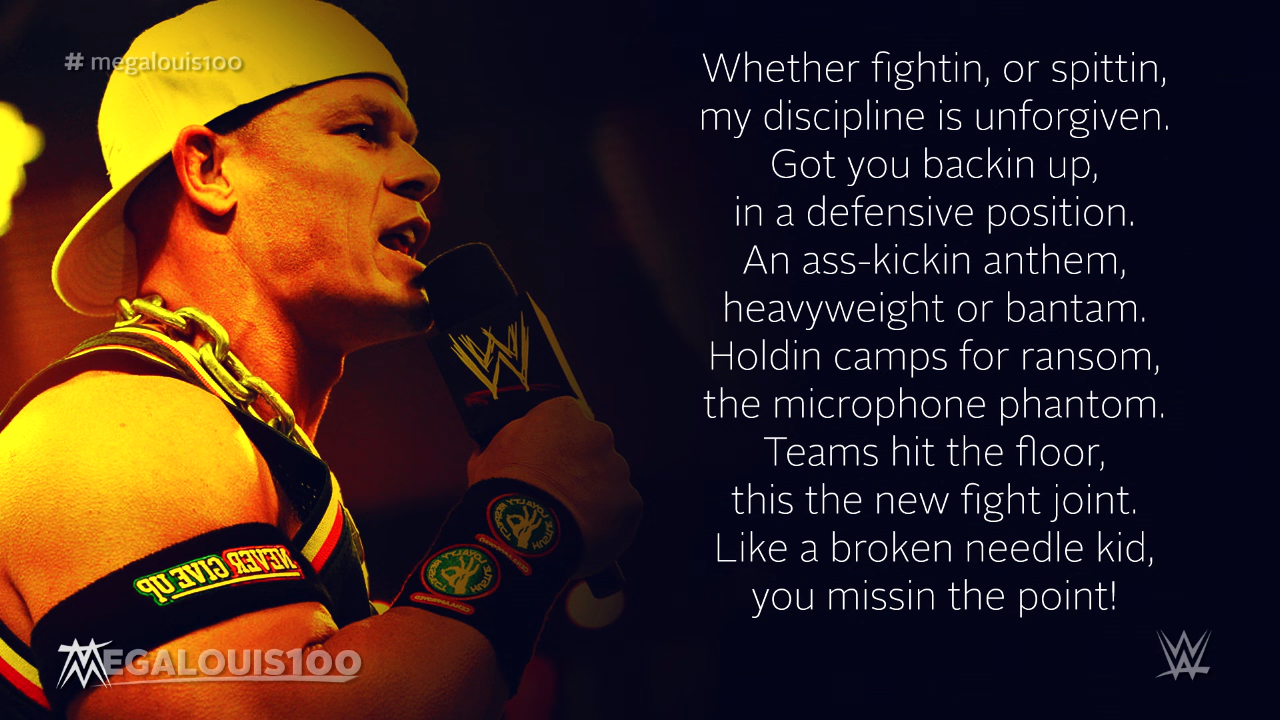 # megalouis100
Whether fightin, or spittin,
my discipline is unforgiven.
Got you backin up,
in a defensive position.
An ass-kickin anthem,
heavyweight or bantam.
Holdin camps for ransom,
the microphone phantom.
Teams hit the floor,
this the new fight joint.
Like a broken needle kid,
you missin the point!
NEVER GIVE UP
MEGALOUIS100